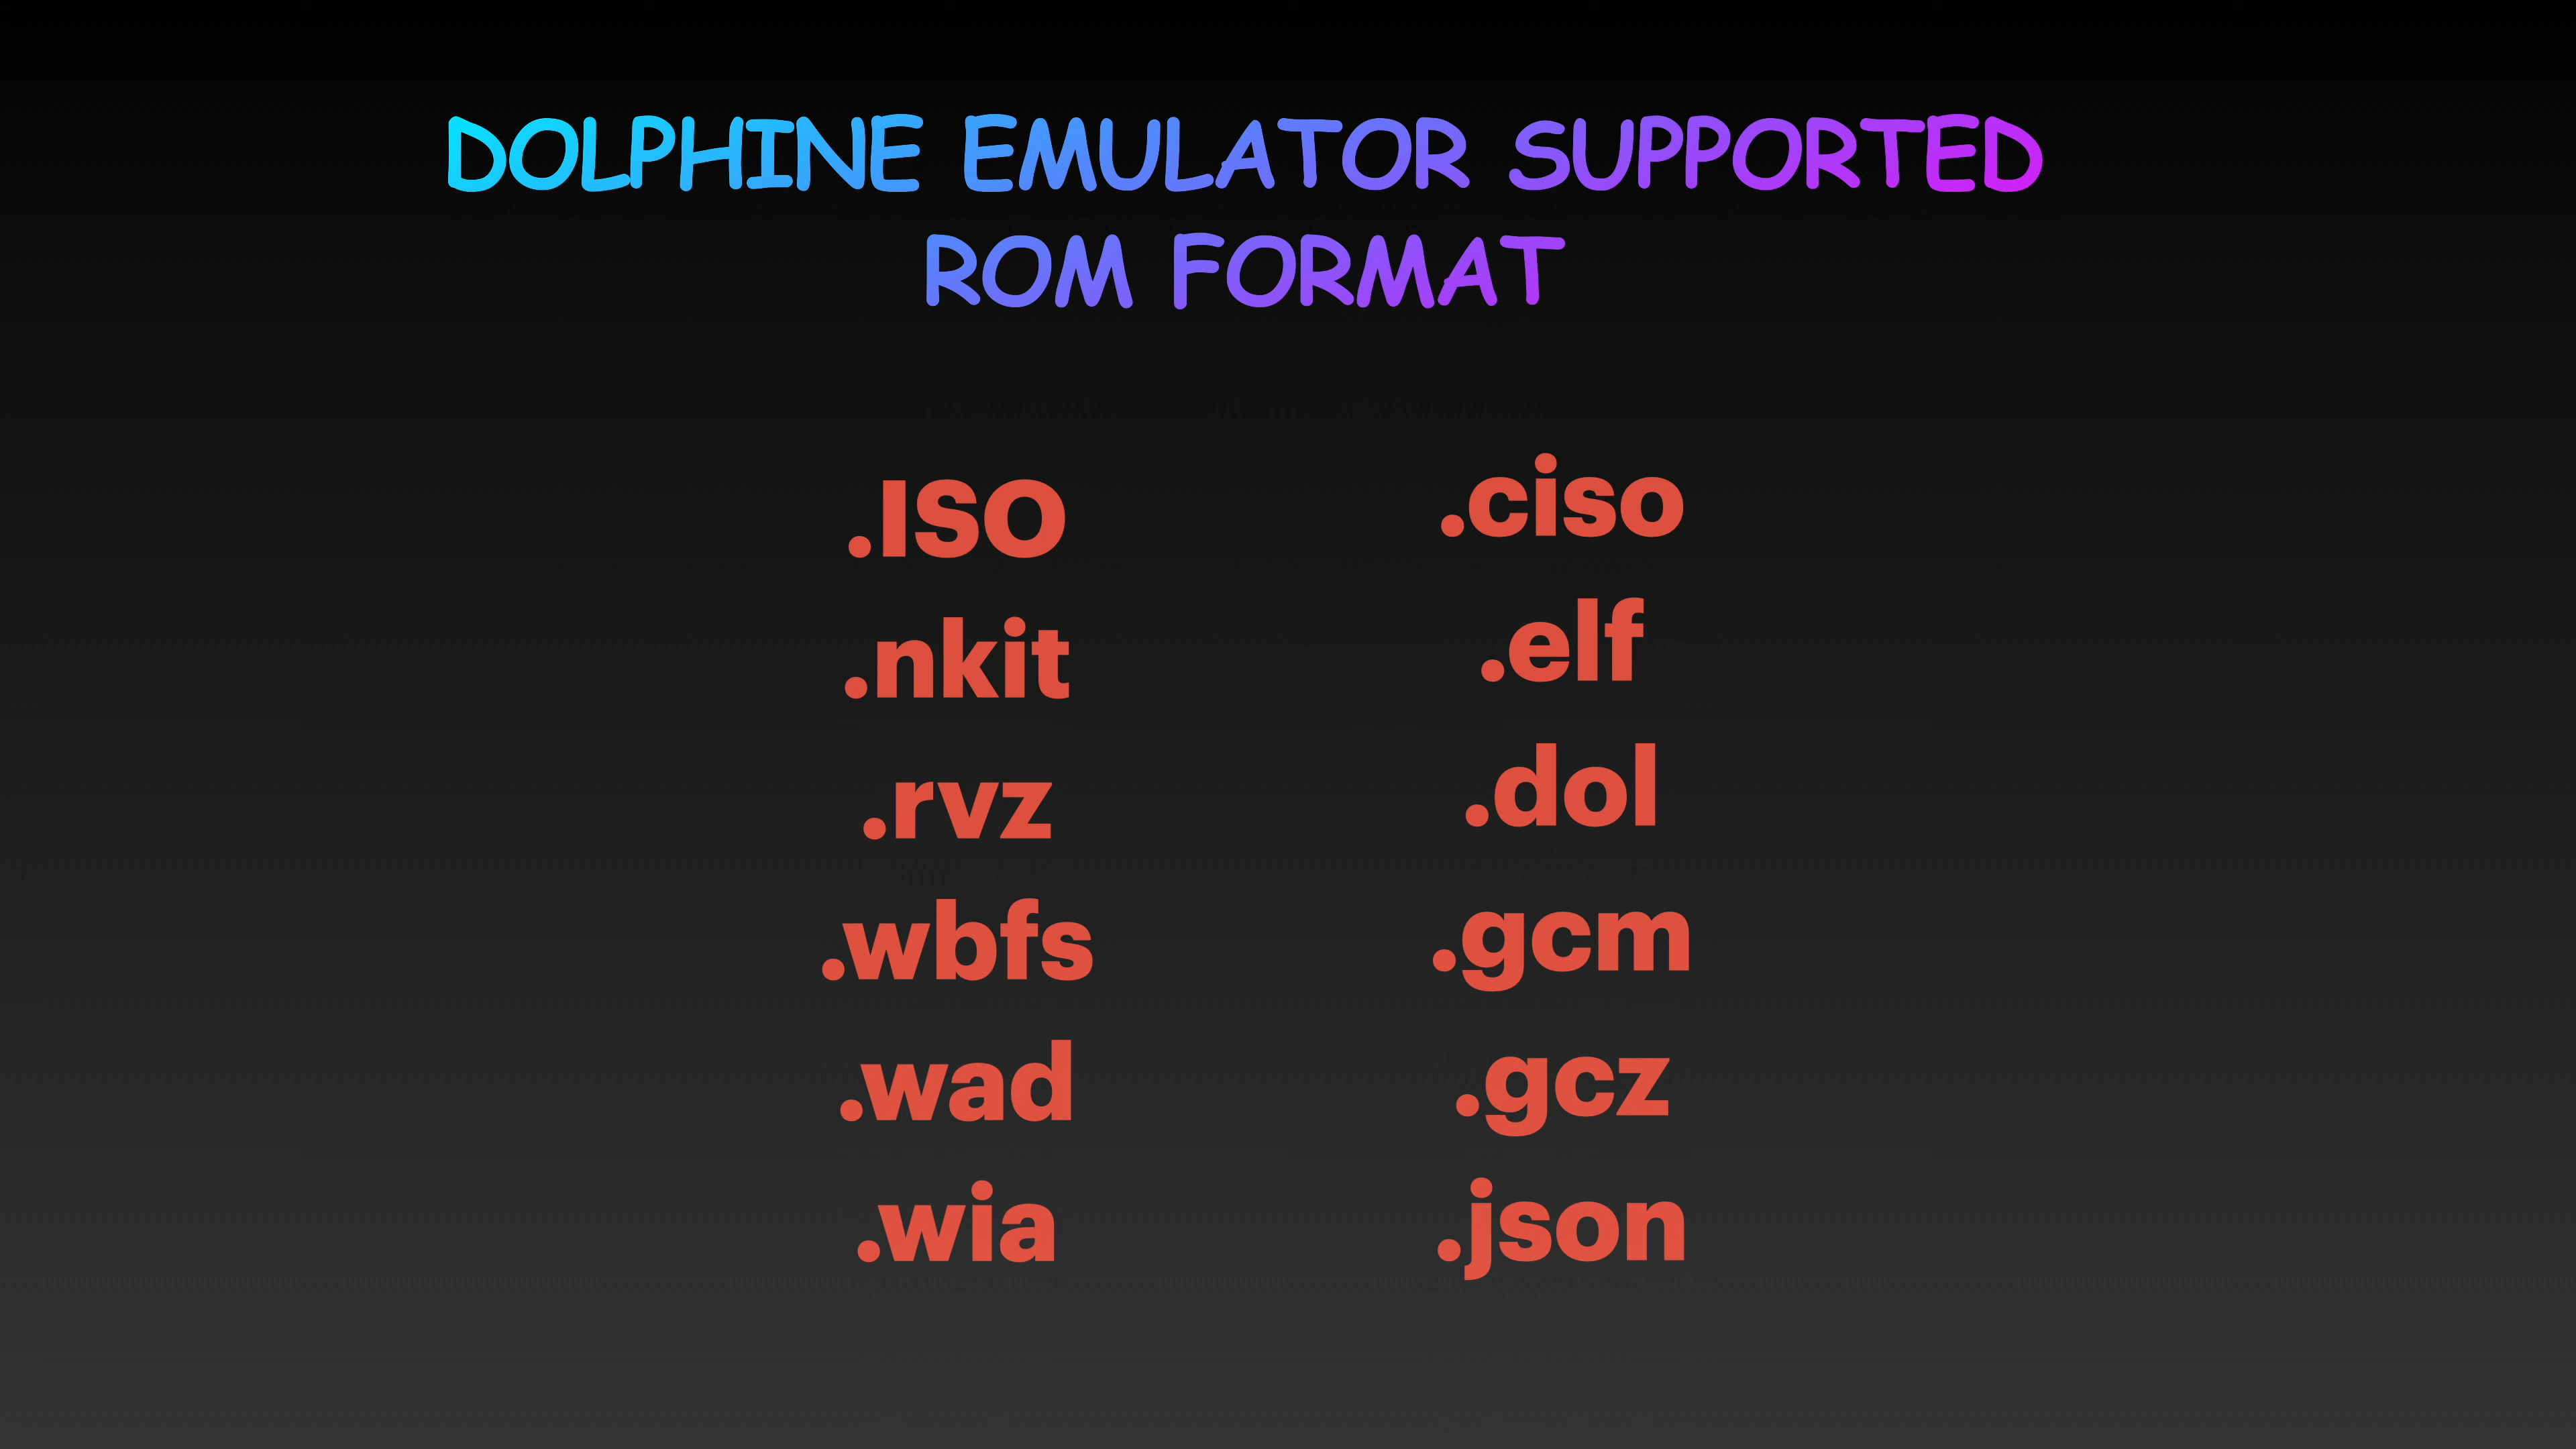 DOLPHINE EMULATOR SUPPORTED
ROM FORMAT
.ISO
.nkit
.rvz
.wbfs
.wad
.wia
.ciso
.elf
.dol
.gcm
.gcz
.json